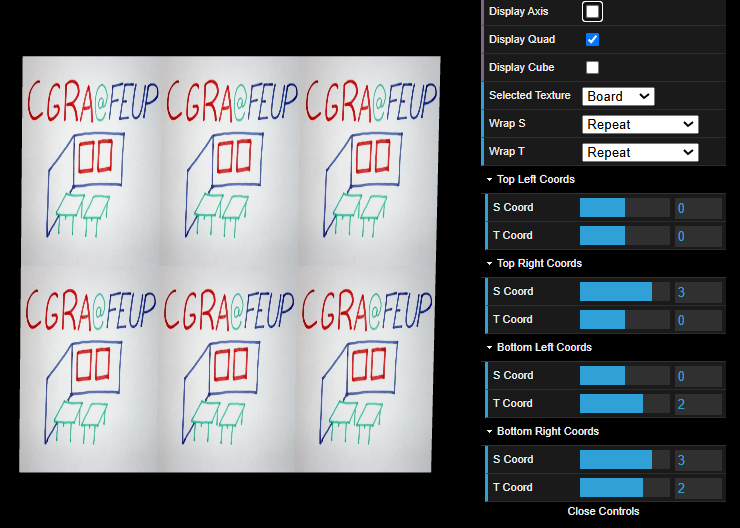 CGRA@FEUP CGRA@FEUP CGRA@FEUP
CGRA@FEUP CGRA@FEUP CGRA@FEUP
Display Axis
Display Quad
Display Cube
Selected Texture Board
Wrap S Repeat
Wrap T Repeat
Top Left Coords
S Coord 0
T Coord 0
Top Right Coords
S Coord 3
T Coord 0
Bottom Left Coords
S Coord 0
T Coord 2
Bottom Right Coords
S Coord 3
T Coord 2
Close Controls